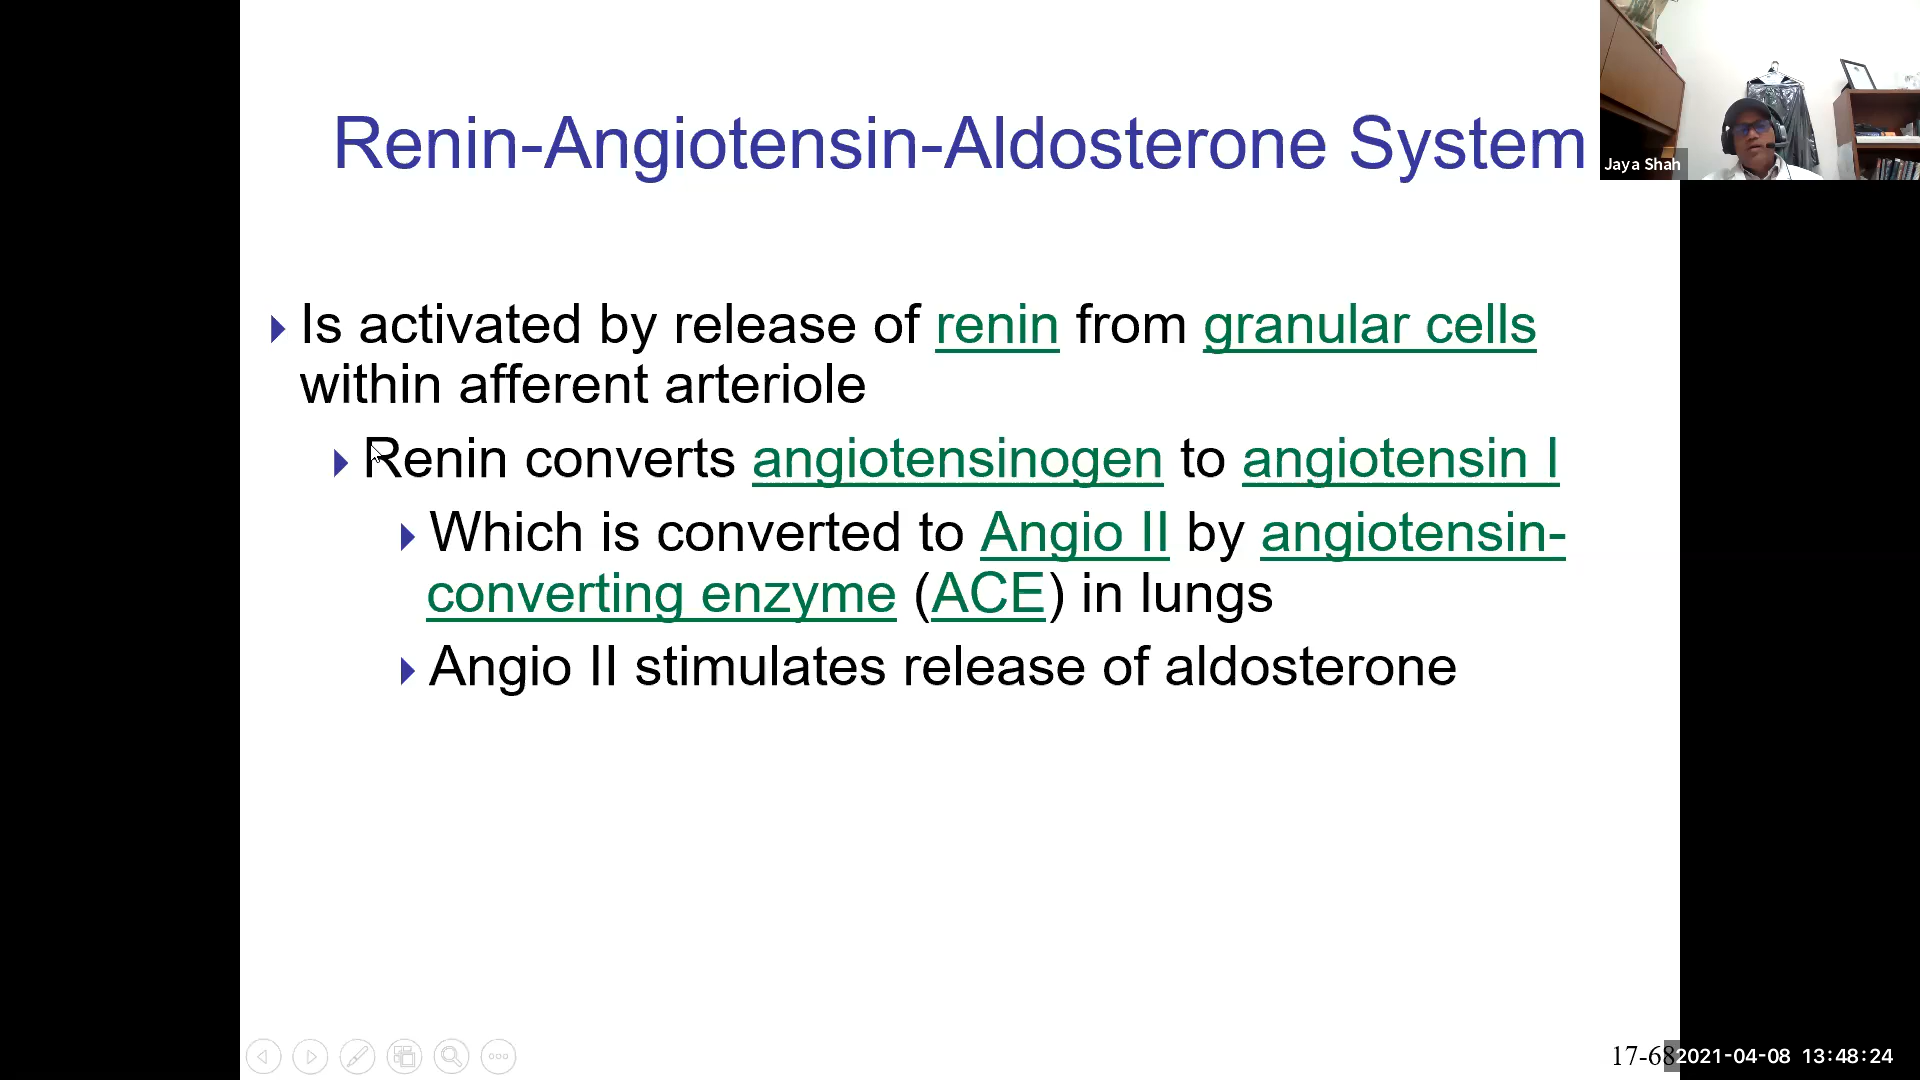 Renin-Angiotensin-Aldosterone System
Jaya Shah
Is activated by release of renin from granular cells
within afferent arteriole
Renin converts angiotensinogen to angiotensin I
Which is converted to Angio II by angiotensin-
converting enzyme (ACE) in lungs
Angio II stimulates release of aldosterone
17-68
2021-04-08 13:48:24